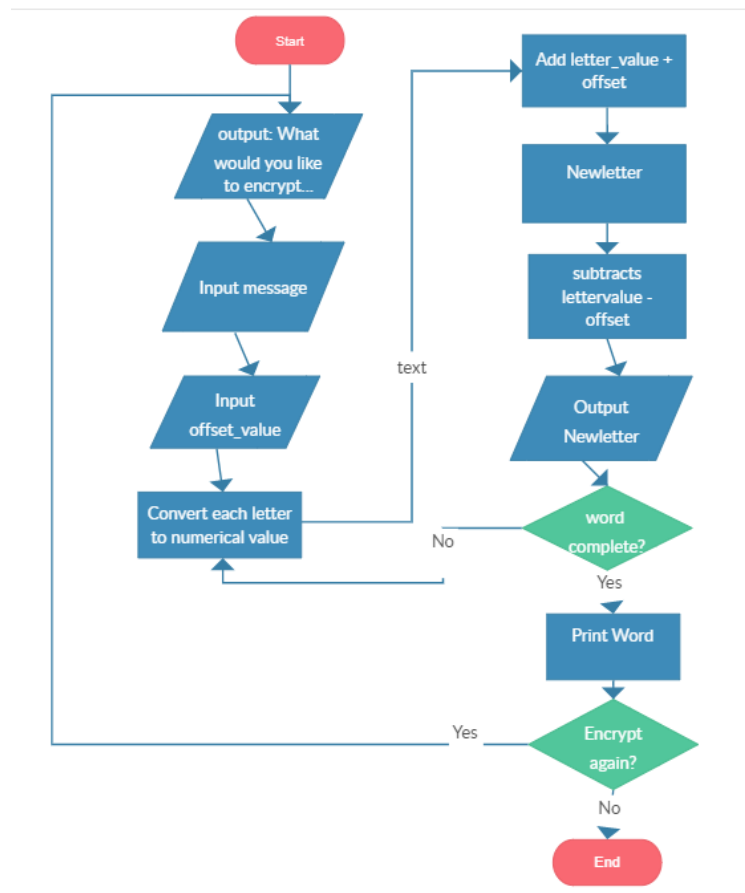 Start
output: What
would you like
to encrypt...
Input message
Input
offset_value
Convert each letter
to numerical value
text
Add letter_value +
offset
Newletter
subtracts
lettervalue -
offset
Output
Newletter
word
complete?
No
Yes
Print Word
Encrypt
again?
Yes
No
End